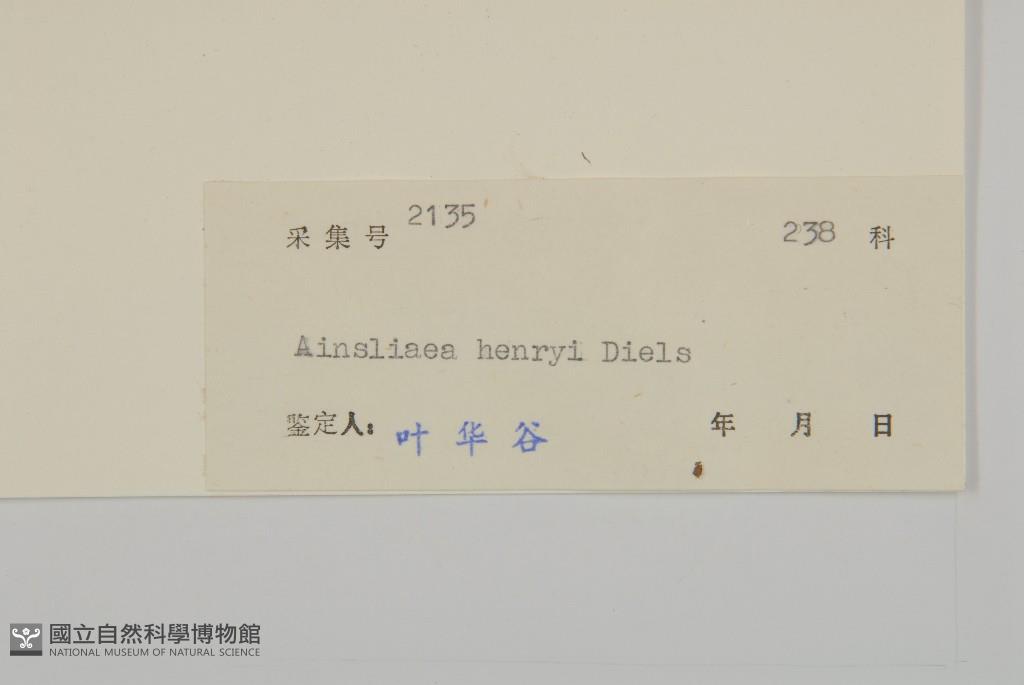 采集号 2135 238 科
Ainsliaea henryi Diels
鉴定人: 叶华谷 年 月 日
國立自然科學博物館
NATIONAL MUSEUM OF NATURAL SCIENCE